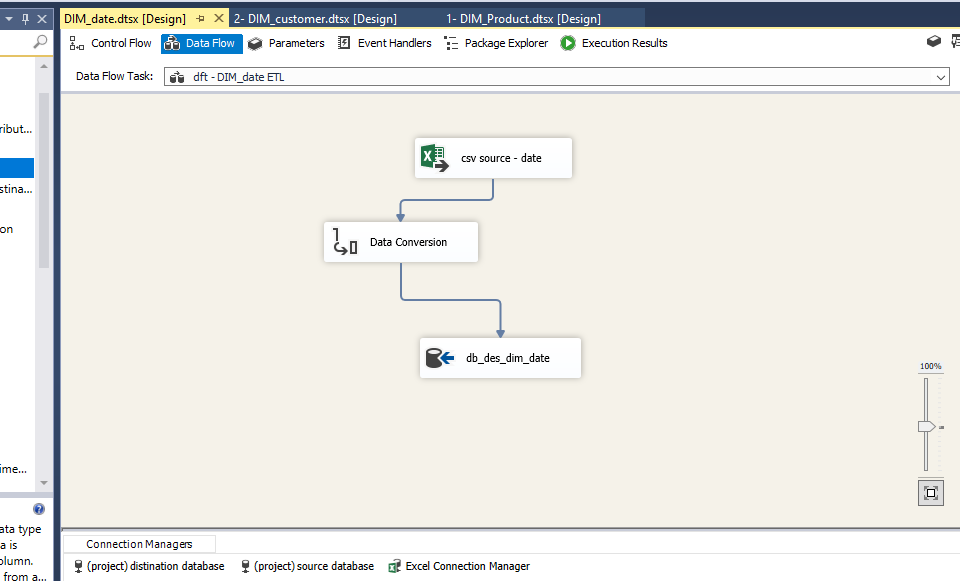 DIM_date.dtsx [Design]
2- DIM_customer.dtsx [Design]
1- DIM_Product.dtsx [Design]
Control Flow
Data Flow
Parameters
Event Handlers
Package Explorer
Execution Results
Data Flow Task:
dft - DIM_date ETL
ribut...
stina...
on
ime...
ata type
a is
olumn.
from a...
csv source - date
Data Conversion
db_des_dim_date
100%
Connection Managers
(project) distination database
(project) source database
Excel Connection Manager